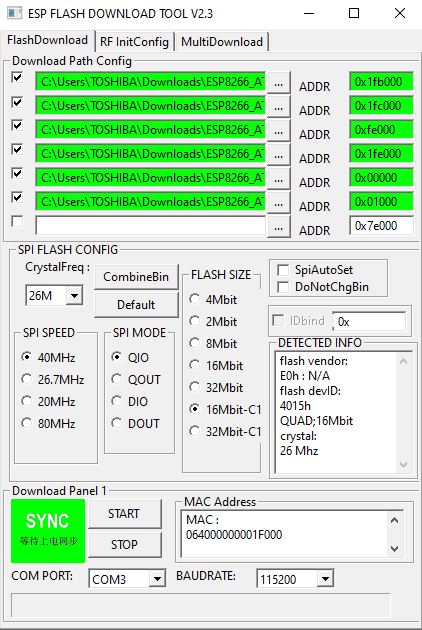 ESP FLASH DOWNLOAD TOOL V2.3
FlashDownload RF InitConfig MultiDownload
Download Path Config
C:\Users\TOSHIBA\Downloads\ESP8266_AT ... ADDR 0x1fb000
C:\Users\TOSHIBA\Downloads\ESP8266_AT ... ADDR 0x1fc000
C:\Users\TOSHIBA\Downloads\ESP8266_AT ... ADDR 0xfe000
C:\Users\TOSHIBA\Downloads\ESP8266_AT ... ADDR 0x1fe000
C:\Users\TOSHIBA\Downloads\ESP8266_AT ... ADDR 0x00000
C:\Users\TOSHIBA\Downloads\ESP8266_AT ... ADDR 0x01000
... ADDR 0x7e000
SPI FLASH CONFIG
CrystalFreq :
26M
CombineBin
Default
SPI SPEED
40MHz
26.7MHz
20MHz
80MHz
SPI MODE
QIO
QOUT
DIO
DOUT
FLASH SIZE
4Mbit
2Mbit
8Mbit
16Mbit
32Mbit
16Mbit-C1
32Mbit-C1
SpiAutoSet
DoNotChgBin
IDbind 0x
DETECTED INFO
flash vendor:
E0h : N/A
flash devID:
4015h
QUAD;16Mbit
crystal:
26 Mhz
Download Panel 1
SYNC
等待上电同步
START
STOP
MAC Address
MAC :
064000000001F000
COM PORT: COM3 BAUDRATE: 115200